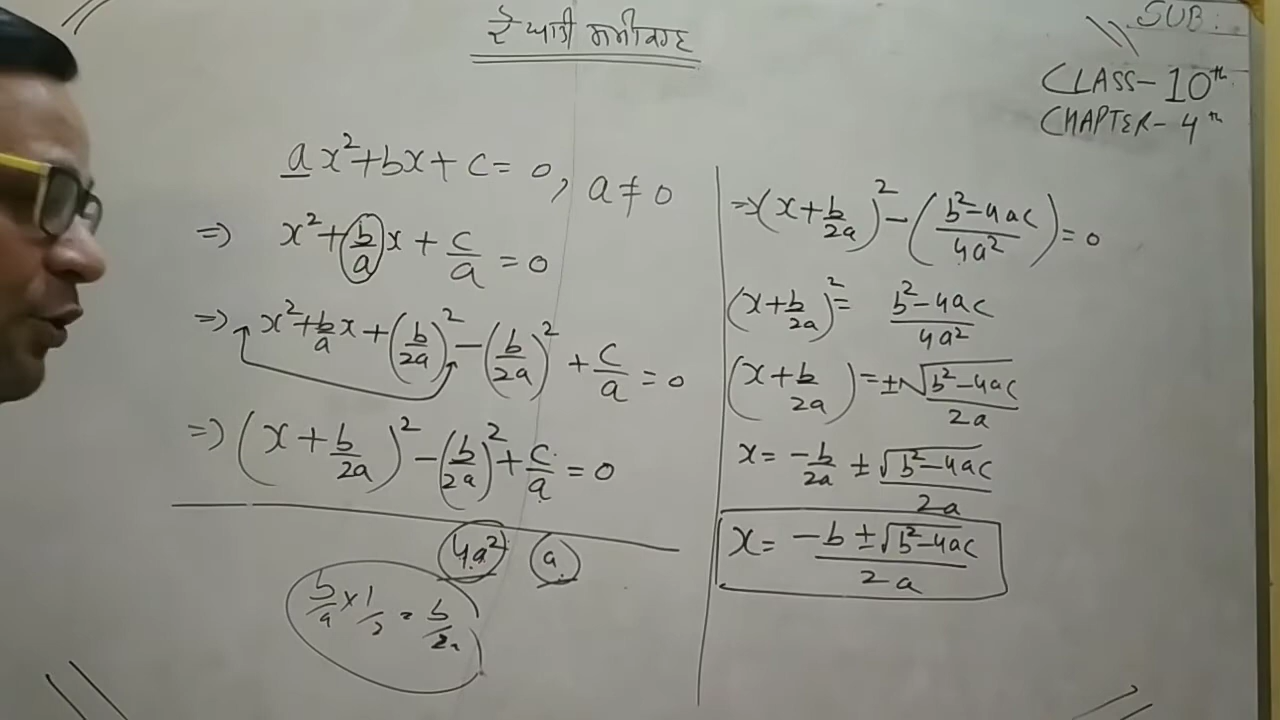 ਦੋ ਘਾਤੀ ਸਮੀਕਰਣ
SUB:
CLASS- 10th
CHAPTER- 4th
ax²+bx+c=0, a≠0
⇒ x²+(b/a)x+c/a=0
⇒ x²+b/a x+(b/2a)²-(b/2a)²+c/a=0
⇒ (x+b/2a)²-(b/2a)²+c/a=0
4a² a
b/a×1/2=b/2a
⇒(x+b/2a)²-(b²-4ac/4a²)=0
(x+b/2a)²=b²-4ac/4a²
(x+b/2a)=±√b²-4ac/2a
x=-b/2a±√b²-4ac/2a
x=-b±√b²-4ac/2a